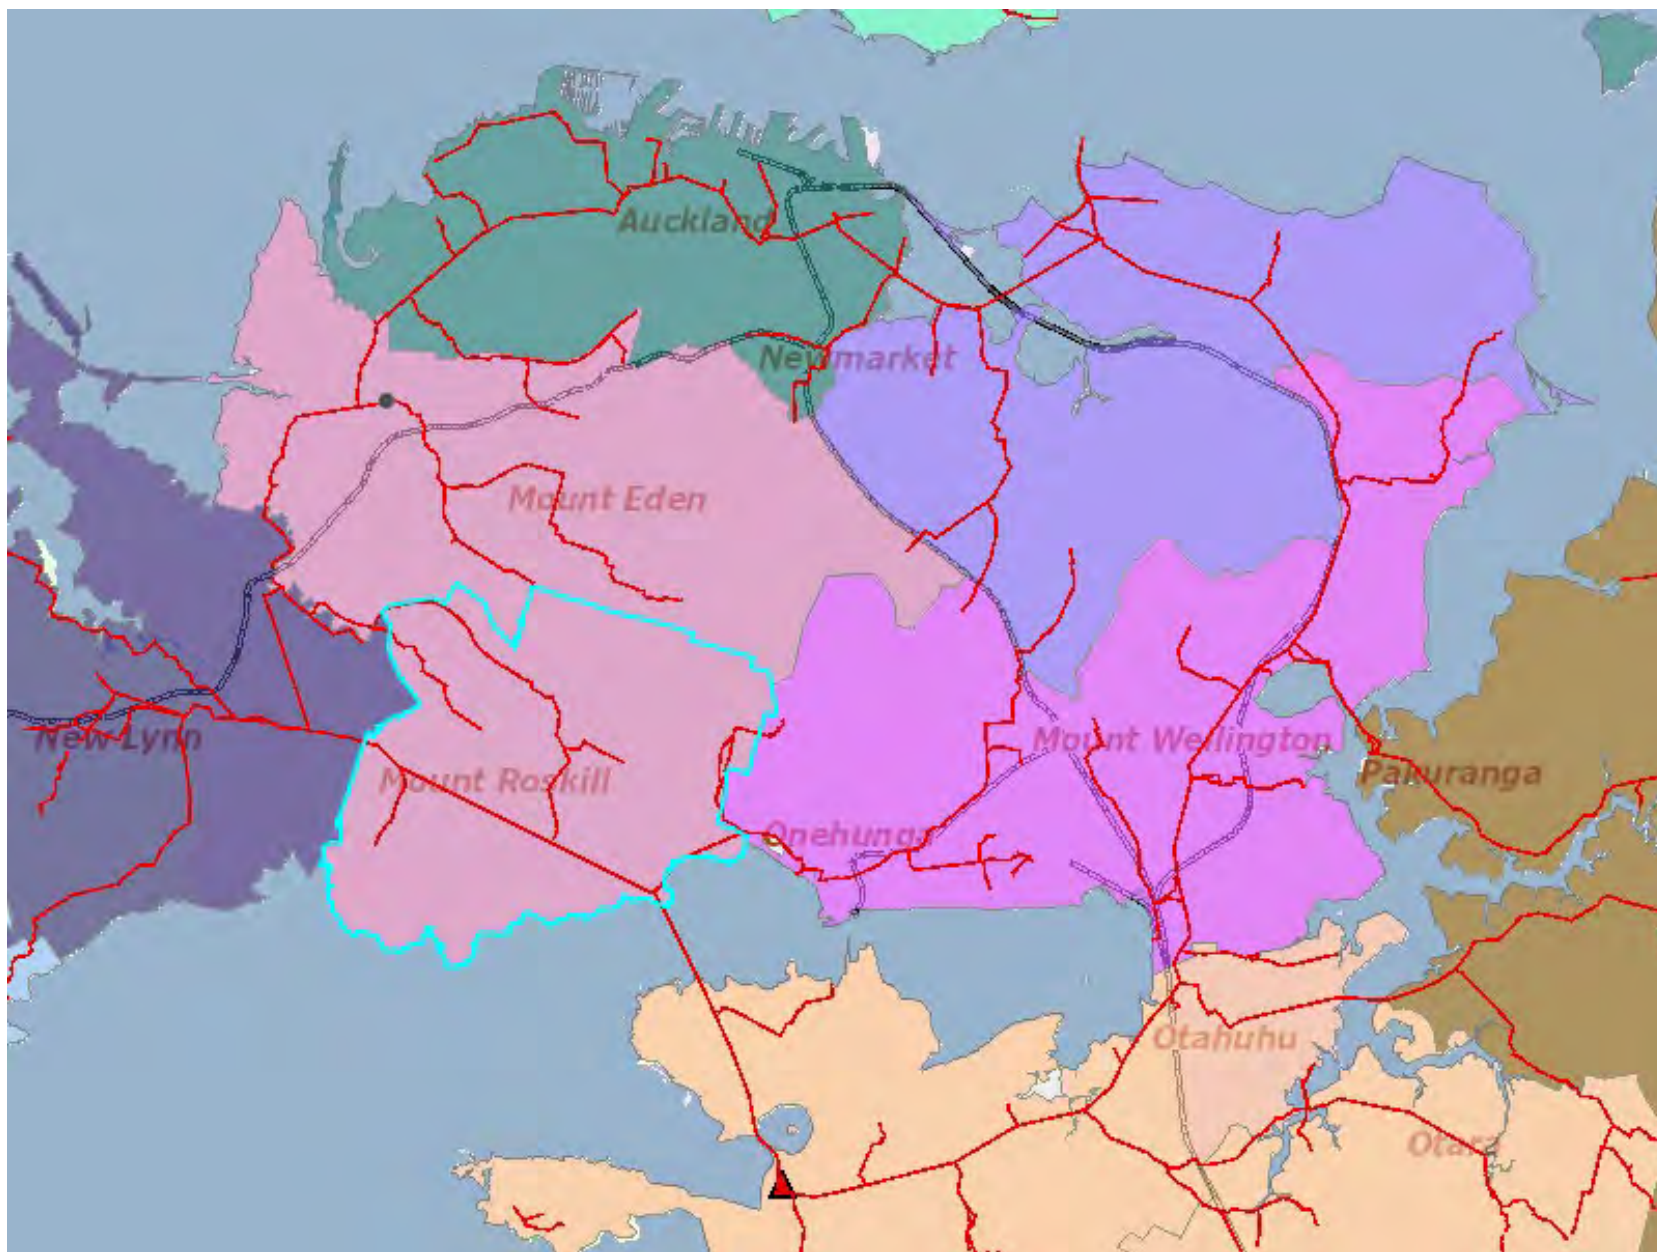 Auckland
Newmarket
Mount Eden
New Lynn
Mount Wellington
Mount Roskill
Pakuranga
Onehunga
Otahuhu
Otara